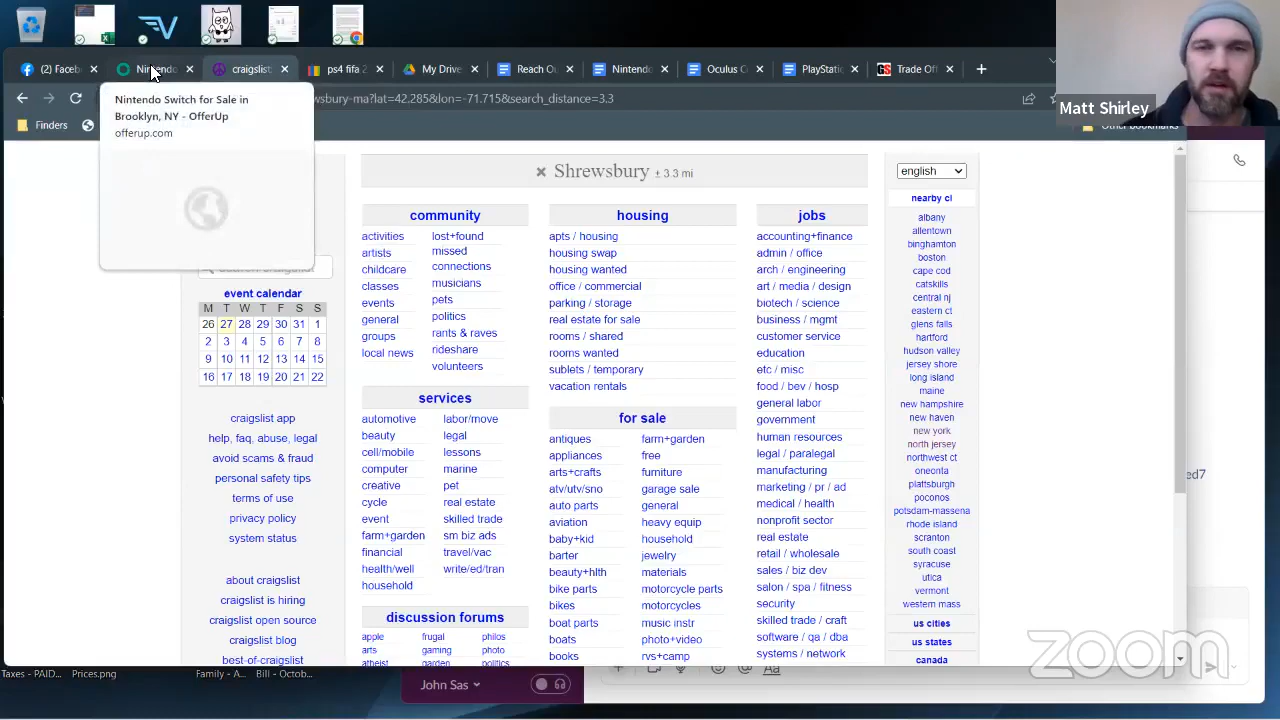 (2) Faceb
Nintendo
craigslist
ps4 fifa 2
My Drive
Reach Ou
Nintendo
Oculus G
PlayStatic
Trade Off
Matt Shirley
wsbury-ma?lat=42.285&lon=-71.715&search_distance=3.3
Finders
Other bookmarks
Nintendo Switch for Sale in
Brooklyn, NY - OfferUp
offerup.com
Shrewsbury ± 3.3 mi
english
event calendar
M T W T F S S
26 27 28 29 30 31 1
2 3 4 5 6 7 8
9 10 11 12 13 14 15
16 17 18 19 20 21 22
craigslist app
help, faq, abuse, legal
avoid scams & fraud
personal safety tips
terms of use
privacy policy
system status
about craigslist
craigslist is hiring
craigslist open source
craigslist blog
best-of-craigslist
community
activities
artists
childcare
classes
events
general
groups
local news
lost+found
missed
connections
musicians
pets
politics
rants & raves
rideshare
volunteers
services
automotive
beauty
cell/mobile
computer
creative
cycle
event
farm+garden
financial
health/well
household
labor/move
legal
lessons
marine
pet
real estate
skilled trade
sm biz ads
travel/vac
write/ed/tran
discussion forums
apple
arts
atheist
frugal
gaming
garden
philos
photo
politics
housing
apts / housing
housing swap
housing wanted
office / commercial
parking / storage
real estate for sale
rooms / shared
rooms wanted
sublets / temporary
vacation rentals
for sale
antiques
appliances
arts+crafts
atv/utv/sno
auto parts
aviation
baby+kid
barter
beauty+hlth
bike parts
bikes
boat parts
boats
books
farm+garden
free
furniture
garage sale
general
heavy equip
household
jewelry
materials
motorcycle parts
motorcycles
music instr
photo+video
rvs+camp
jobs
accounting+finance
admin / office
arch / engineering
art / media / design
biotech / science
business / mgmt
customer service
education
etc / misc
food / bev / hosp
general labor
government
human resources
legal / paralegal
manufacturing
marketing / pr / ad
medical / health
nonprofit sector
real estate
retail / wholesale
sales / biz dev
salon / spa / fitness
security
skilled trade / craft
software / qa / dba
systems / network
nearby cl
albany
allentown
binghamton
boston
cape cod
catskills
central nj
eastern ct
glens falls
hartford
hudson valley
jersey shore
long island
maine
new hampshire
new haven
new york
north jersey
northwest ct
oneonta
plattsburgh
poconos
potsdam-massena
rhode island
scranton
south coast
syracuse
utica
vermont
western mass
us cities
us states
canada
ed7
zoom
Taxes - PAID...
Prices.png
Family - A...
Bill - Octob...
John Sas
Aa